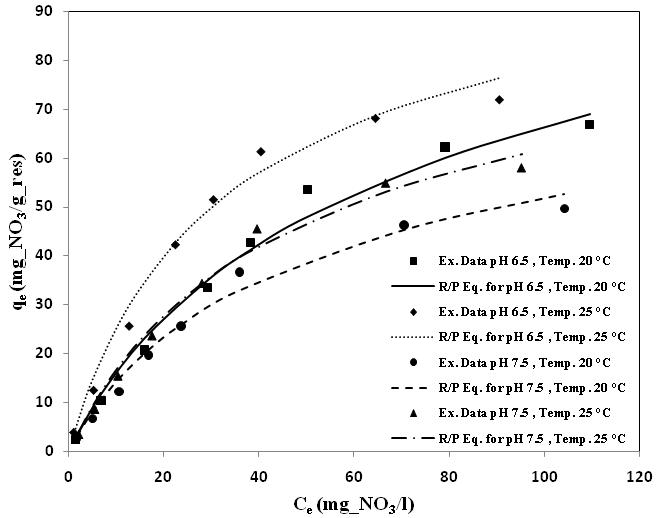 90
80
70
60
50
40
30
20
10
0
qe (mg_NO3/g_res)
Ex. Data pH 6.5 , Temp. 20 °C
R/P Eq. for pH 6.5 , Temp. 20 °C
Ex. Data pH 6.5 , Temp. 25 °C
R/P Eq. for pH 6.5 , Temp. 25 °C
Ex. Data pH 7.5 , Temp. 20 °C
R/P Eq. for pH 7.5 , Temp. 20 °C
Ex. Data pH 7.5 , Temp. 25 °C
R/P Eq. for pH 7.5 , Temp. 25 °C
0 20 40 60 80 100 120
Ce (mg_NO3/l)